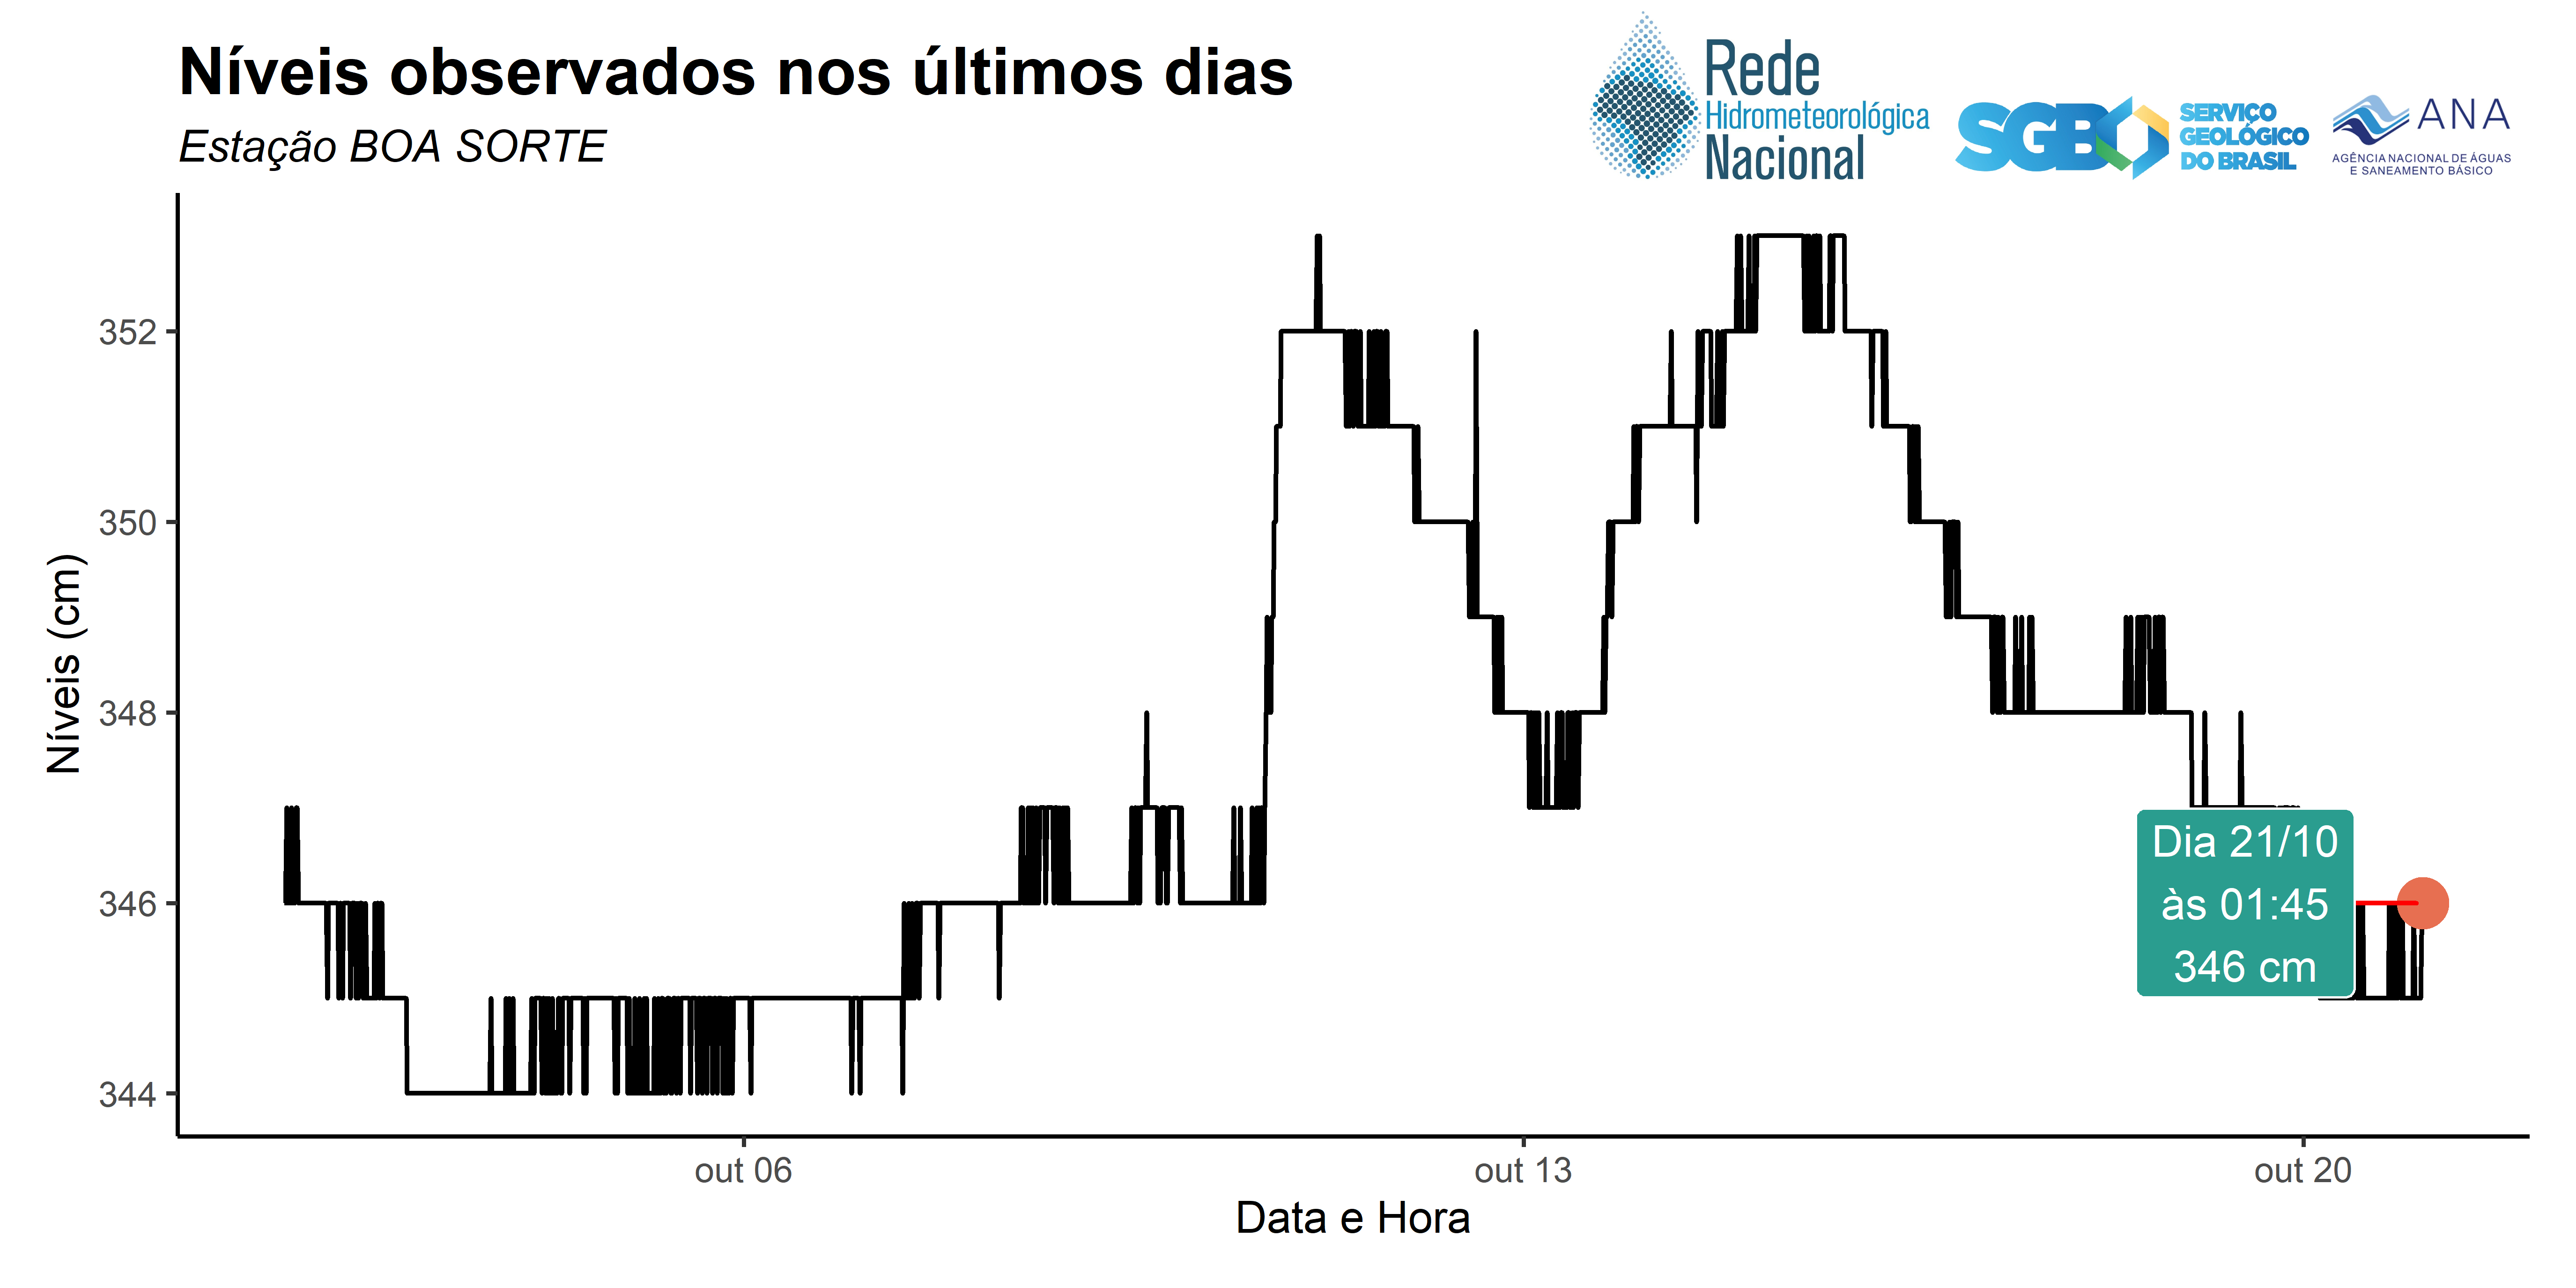 Níveis observados nos últimos dias
Estação BOA SORTE
Rede
Hidrometeorológica
Nacional
SGB
SERVIÇO
GEOLÓGICO
DO BRASIL
ANA
AGÊNCIA NACIONAL DE ÁGUAS
E SANEAMENTO BÁSICO
Níveis (cm)
352
350
348
346
344
Dia 21/10
às 01:45
346 cm
out 06
out 13
out 20
Data e Hora